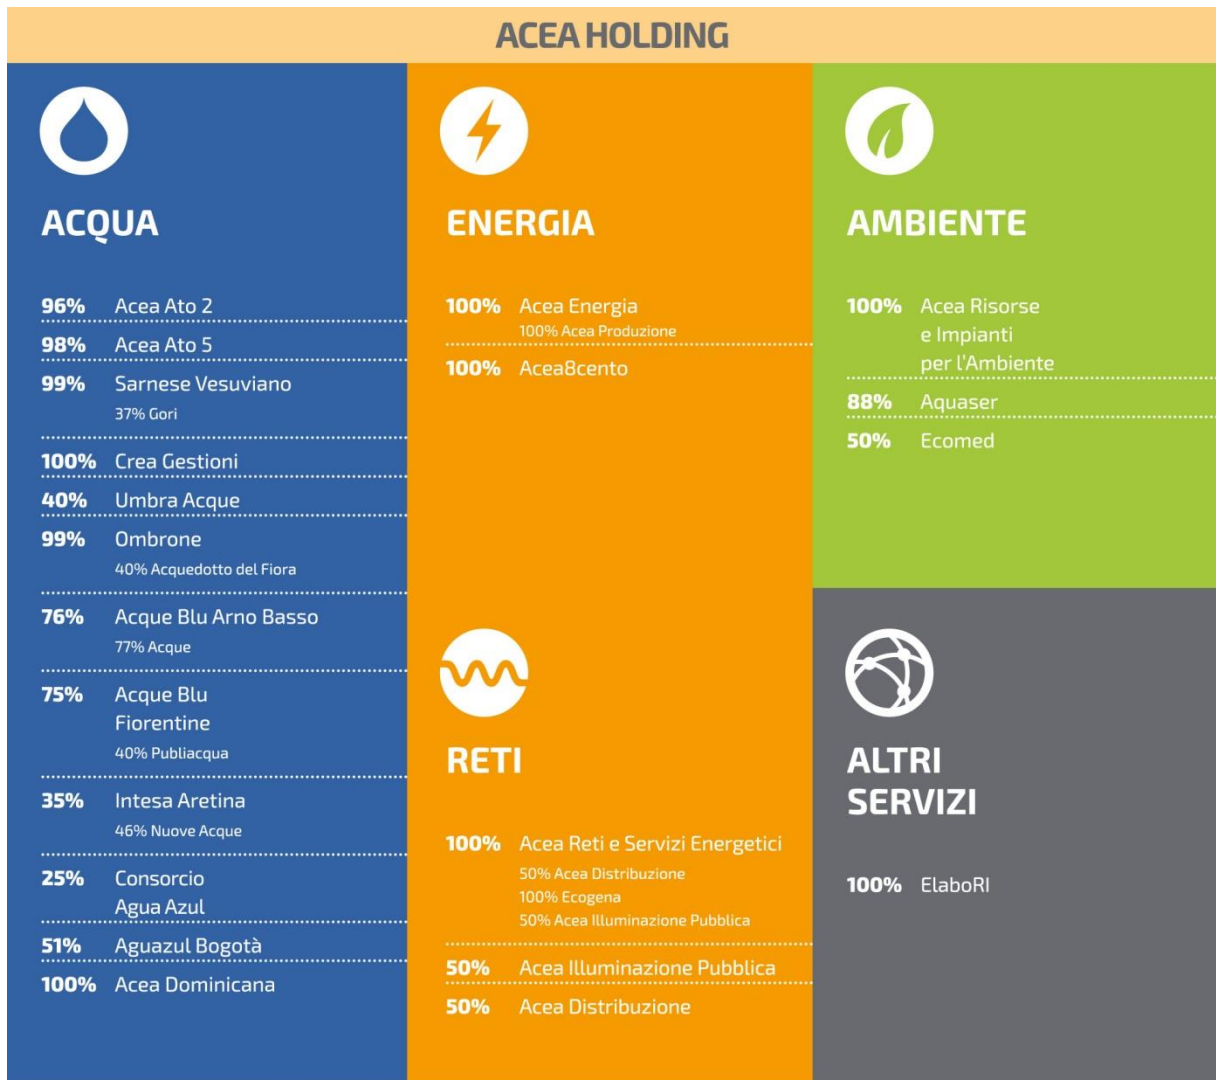 ACEA HOLDING
ACQUA
96% Acea Ato 2
98% Acea Ato 5
99% Sarnese Vesuviano
37% Gori
100% Crea Gestioni
40% Umbra Acque
99% Ombrone
40% Acquedotto del Fiora
76% Acque Blu Arno Basso
77% Acque
75% Acque Blu
Fiorentine
40% Publiacqua
35% Intesa Aretina
46% Nuove Acque
25% Consorcio
Agua Azul
51% Aguazul Bogotà
100% Acea Dominicana
ENERGIA
100% Acea Energia
100% Acea Produzione
100% Acea8cento
RETI
100% Acea Reti e Servizi Energetici
50% Acea Distribuzione
100% Ecogena
50% Acea Illuminazione Pubblica
50% Acea Illuminazione Pubblica
50% Acea Distribuzione
AMBIENTE
100% Acea Risorse
e Impianti
per l'Ambiente
88% Aquaser
50% Ecomed
ALTRI
SERVIZI
100% ElaboRI